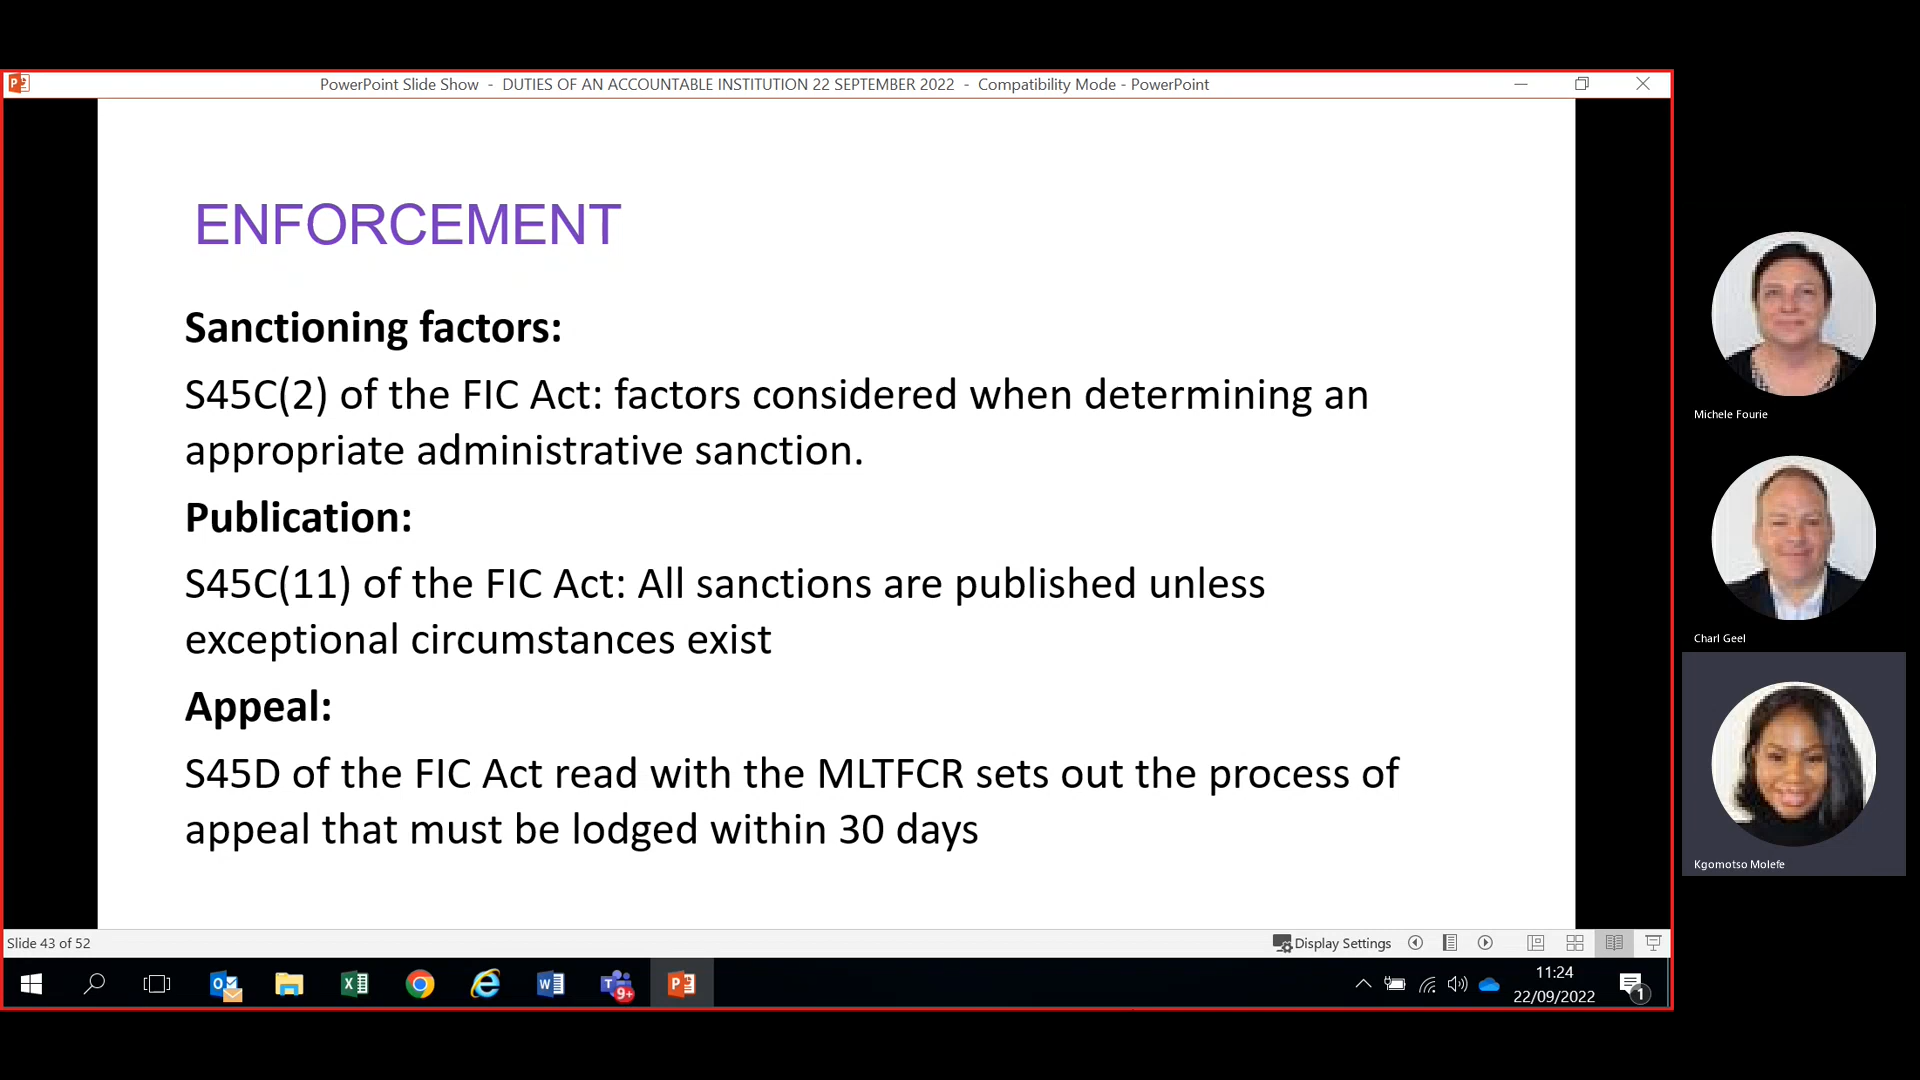 PowerPoint Slide Show - DUTIES OF AN ACCOUNTABLE INSTITUTION 22 SEPTEMBER 2022 - Compatibility Mode - PowerPoint
ENFORCEMENT
Sanctioning factors:
S45C(2) of the FIC Act: factors considered when determining an
appropriate administrative sanction.
Publication:
S45C(11) of the FIC Act: All sanctions are published unless
exceptional circumstances exist
Appeal:
S45D of the FIC Act read with the MLTFCR sets out the process of
appeal that must be lodged within 30 days
Michele Fourie
Charl Geel
Kgomotso Molefe
Slide 43 of 52
Display Settings
9+
11:24
22/09/2022
1